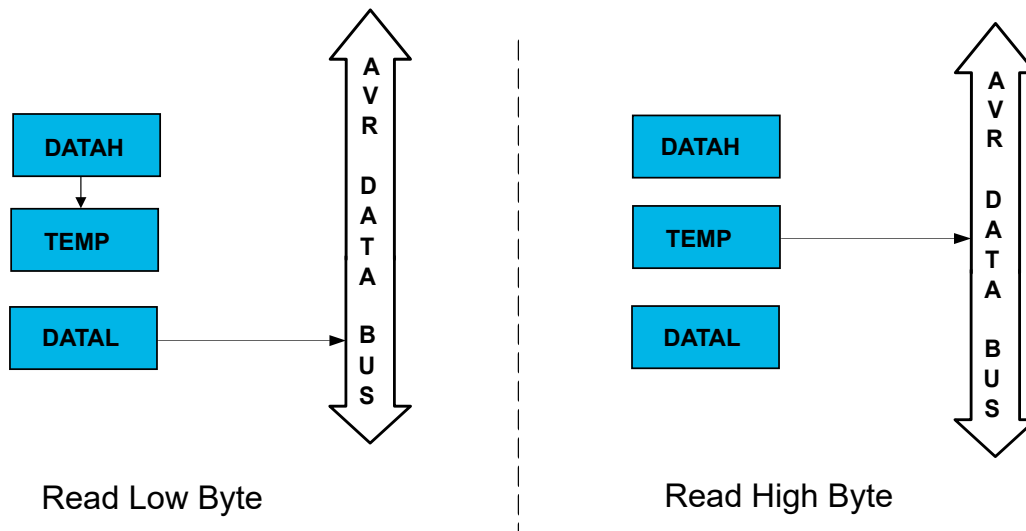 DATAH
TEMP
DATAL
AVR DATA BUS
Read Low Byte
DATAH
TEMP
DATAL
AVR DATA BUS
Read High Byte